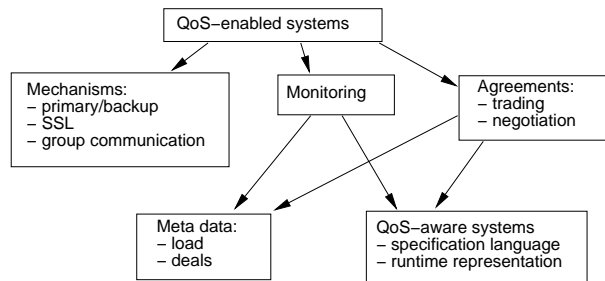 QoS−enabled systems
Mechanisms:
− primary/backup
− SSL
− group communication
Monitoring
Agreements:
− trading
− negotiation
Meta data:
− load
− deals
QoS−aware systems
− specification language
− runtime representation